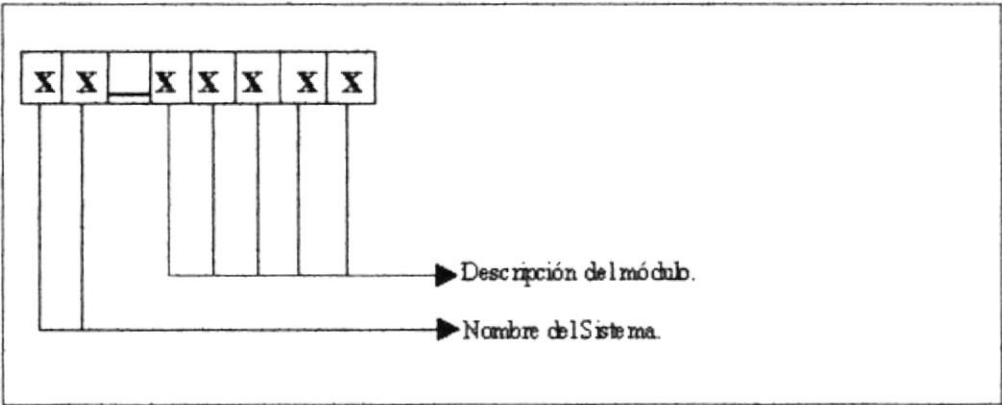 X X _ X X X X X
Descripción del módulo.
Nombre del Sistema.